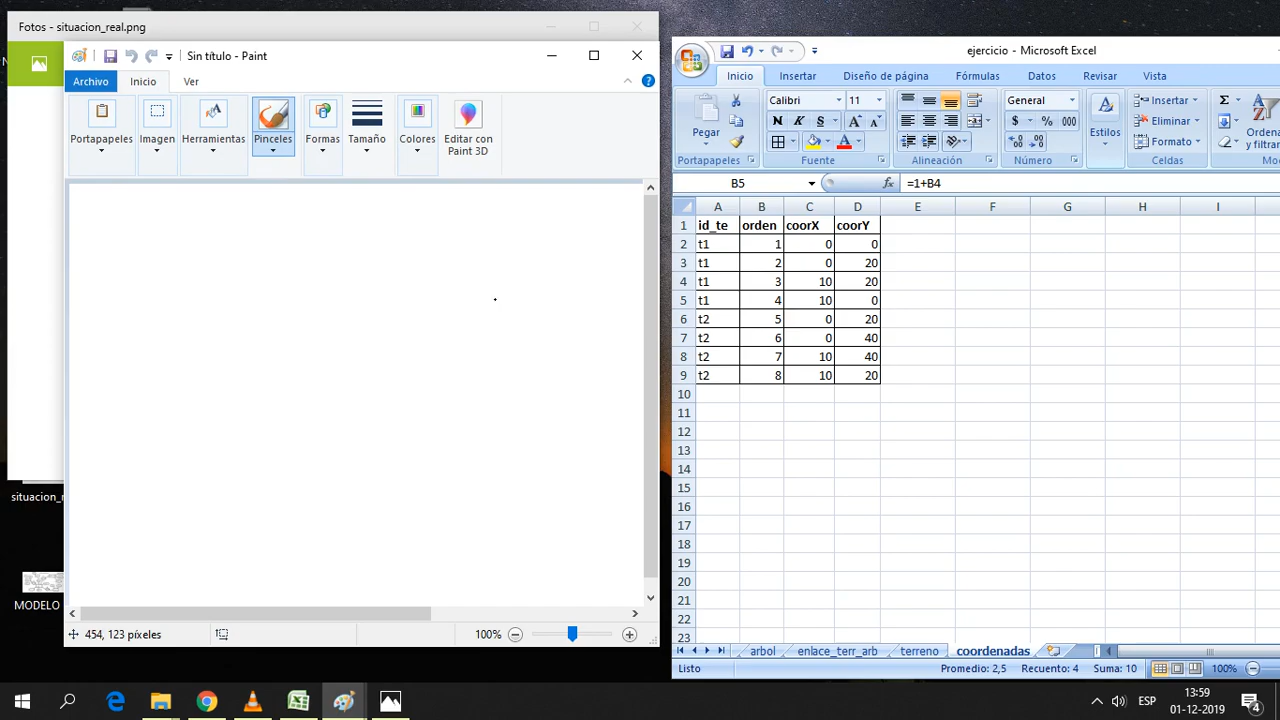 Fotos - situacion_real.png
Sin título - Paint
Archivo Inicio Ver
Portapapeles Imagen Herramientas Pinceles Formas Tamaño Colores Editar con Paint 3D
454, 123 píxeles
100%
situacion_r
MODELO
ejercicio - Microsoft Excel
Inicio Insertar Diseño de página Fórmulas Datos Vista
Pegar
Calibri 11
N K S
General
% 000
Estilos
Insertar
Eliminar
Formato
Σ
Ordena
y filtrar
Portapapeles Fuente Alineación Número Celdas
B5 fx =1+B4
A B C D E F G H I
1 id_te orden coorX coorY
2 t1 1 0 0
3 t1 2 0 20
4 t1 3 10 20
5 t1 4 10 0
6 t2 5 0 20
7 t2 6 0 40
8 t2 7 10 40
9 t2 8 10 20
10
11
12
13
14
15
16
17
18
19
20
21
22
23
arbol enlace_terr_arb terreno coordenadas
Listo Promedio: 2,5 Recuento: 4 Suma: 10 100%
ESP
13:59
01-12-2019
4